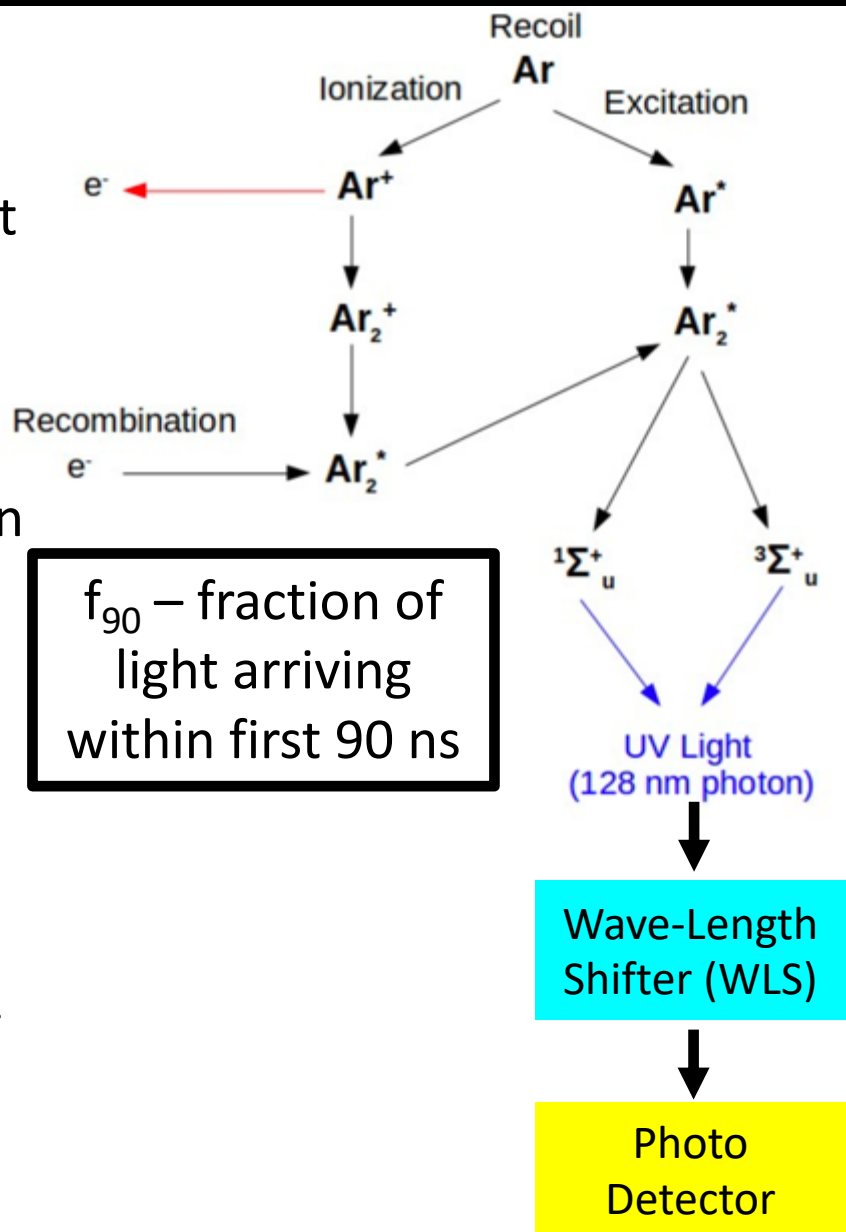 Recoil
Ar
Ionization
Excitation
e⁻
Ar⁺
Ar*
t
Ar₂⁺
Ar₂*
Recombination
e⁻
Ar₂*
n
f₉₀ – fraction of
light arriving
within first 90 ns
¹Σ⁺ᵤ
³Σ⁺ᵤ
UV Light
(128 nm photon)
Wave-Length
Shifter (WLS)
Photo
Detector